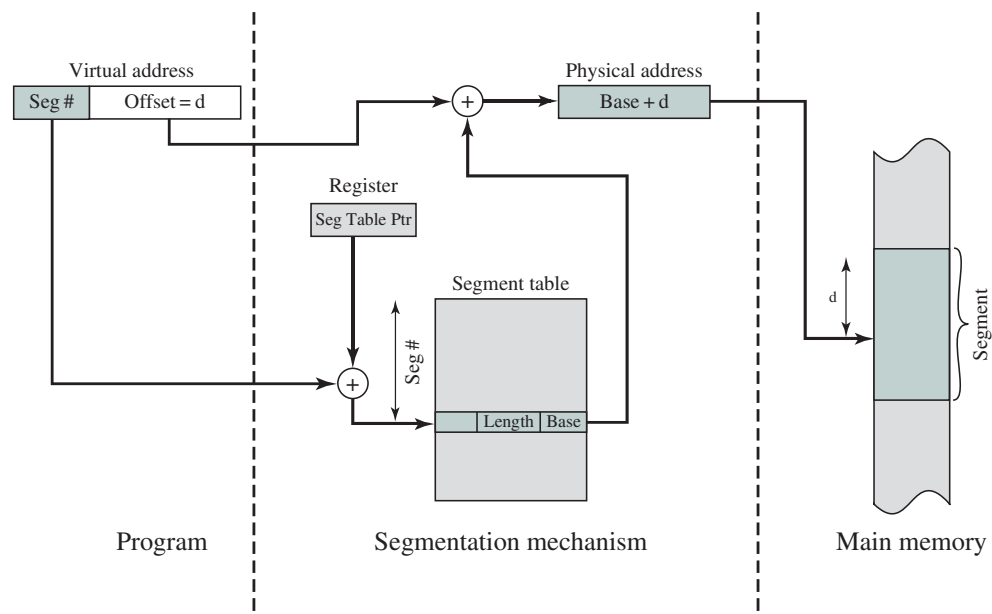 Virtual address
Seg # Offset = d
Physical address
Base + d
+
Register
Seg Table Ptr
Segment table
Seg #
+
Length Base
d
Segment
Program
Segmentation mechanism
Main memory